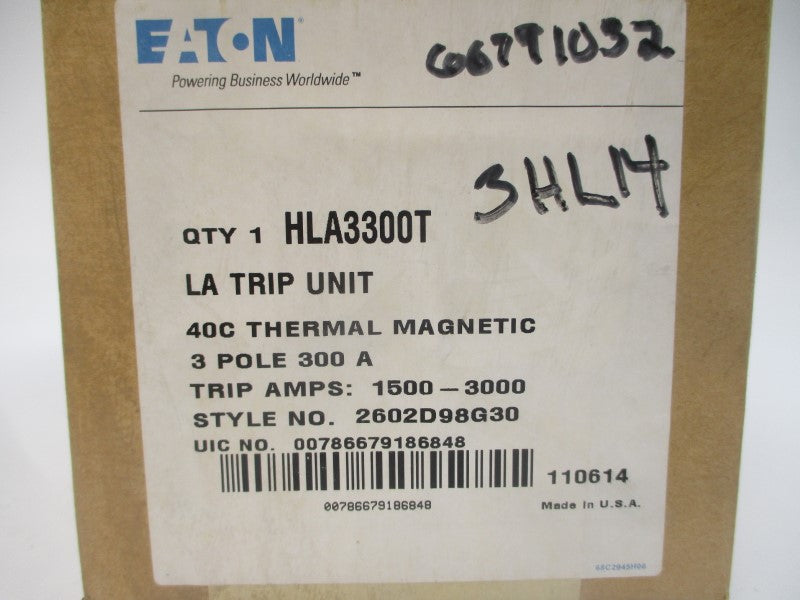 EATON
Powering Business Worldwide™
66791032
3HL14
QTY 1 HLA3300T
LA TRIP UNIT
40C THERMAL MAGNETIC
3 POLE 300 A
TRIP AMPS: 1500-3000
STYLE NO. 2602D98G30
UIC NO. 00786679186848
110614
00786679186848
Made In U.S.A.
68C2945H06